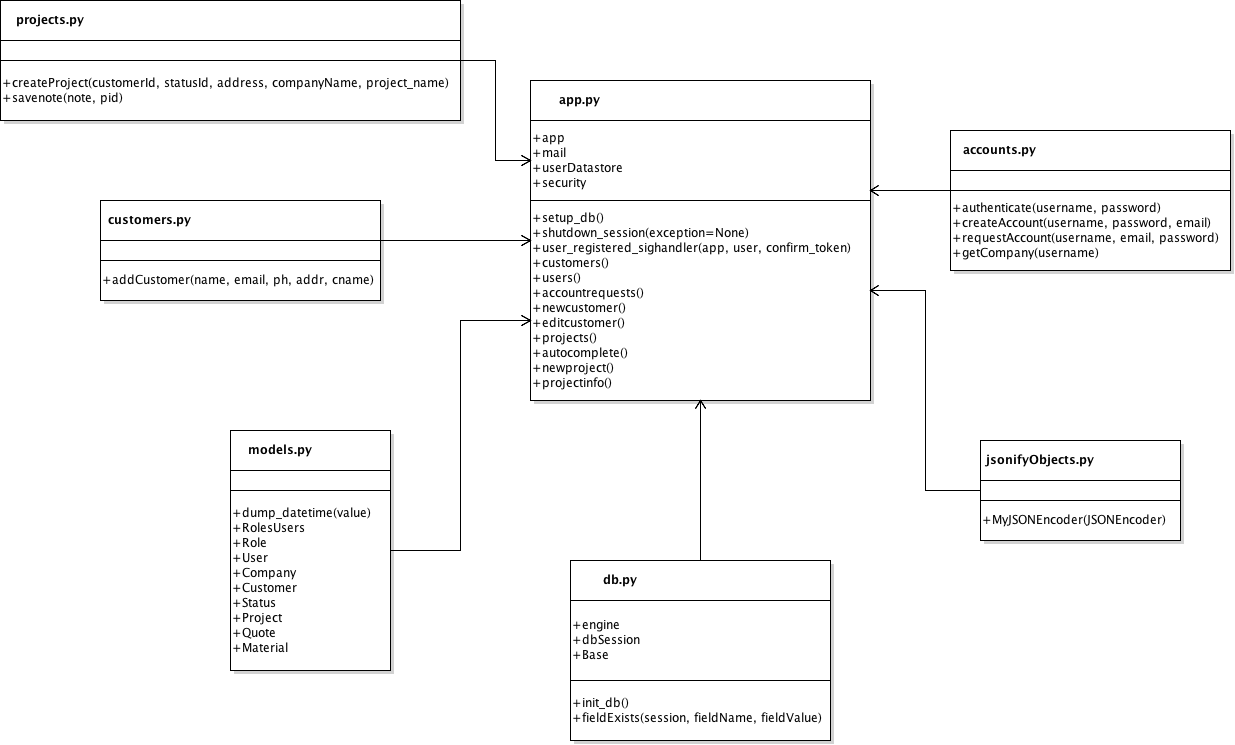 projects.py
+createProject(customerId, statusId, address, companyName, project_name)
+savenote(note, pid)
app.py
+app
+mail
+userDatastore
+security
+setup_db()
+shutdown_session(exception=None)
+user_registered_sighandler(app, user, confirm_token)
+customers()
+users()
+accountrequests()
+newcustomer()
+editcustomer()
+projects()
+autocomplete()
+newproject()
+projectinfo()
accounts.py
+authenticate(username, password)
+createAccount(username, password, email)
+requestAccount(username, email, password)
+getCompany(username)
customers.py
+addCustomer(name, email, ph, addr, cname)
models.py
+dump_datetime(value)
+RolesUsers
+Role
+User
+Company
+Customer
+Status
+Project
+Quote
+Material
jsonifyObjects.py
+MyJSONEncoder(JSONEncoder)
db.py
+engine
+dbSession
+Base
+init_db()
+fieldExists(session, fieldName, fieldValue)